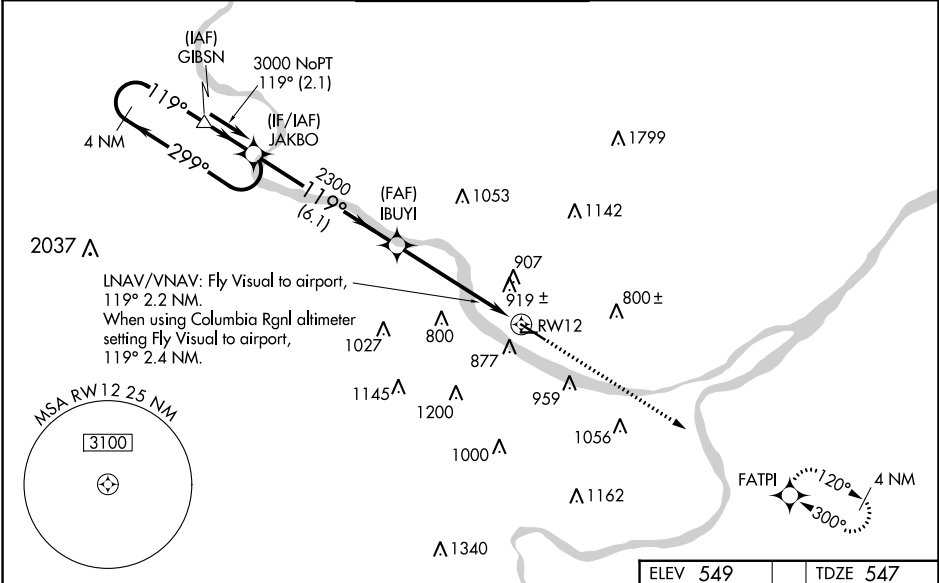 (IAF)
GIBSN
3000 NoPT
119° (2.1)
119°
(IF/IAF)
JAKBO
4 NM
299°
1799
2300
119°
(6.1)
(FAF)
IBUYI
1053
1142
2037
907
LNAV/VNAV: Fly Visual to airport,
119° 2.2 NM.
When using Columbia Rgnl altimeter
setting Fly Visual to airport,
119° 2.4 NM.
919 ±
800 ±
RW12
800
1027
877
1145
1200
959
MSA RW12 25 NM
3100
1056
1000
FATPI
120°
4 NM
300°
1162
1340
ELEV 549
TDZE 547